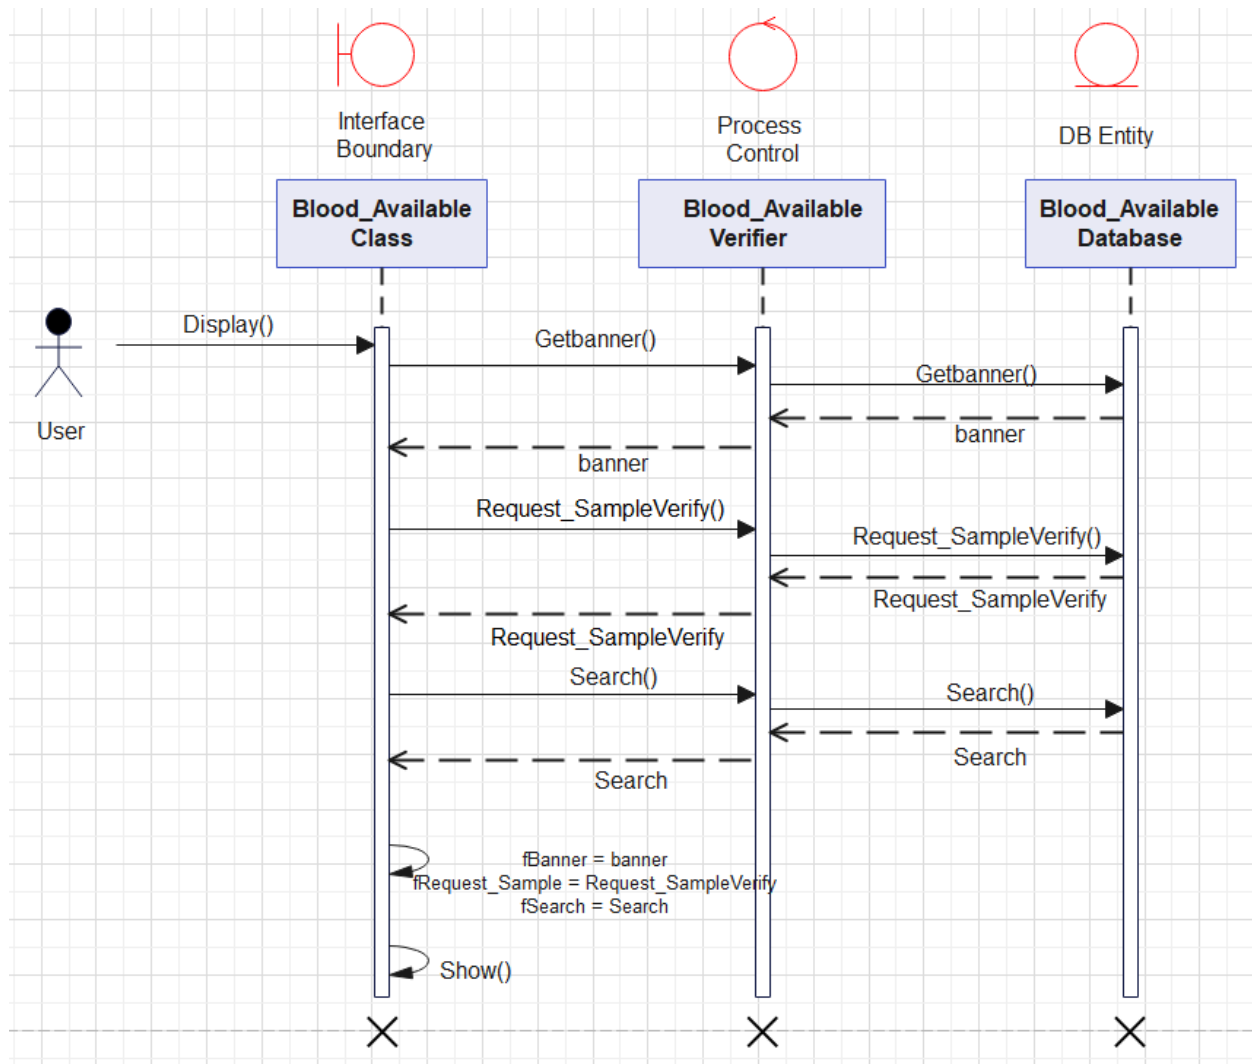 Interface
Boundary
Process
Control
DB Entity
Blood_Available
Class
Blood_Available
Verifier
Blood_Available
Database
User
Display()
Getbanner()
Getbanner()
banner
banner
Request_SampleVerify()
Request_SampleVerify()
Request_SampleVerify
Request_SampleVerify
Search()
Search()
Search
Search
fBanner = banner
fRequest_Sample = Request_SampleVerify
fSearch = Search
Show()